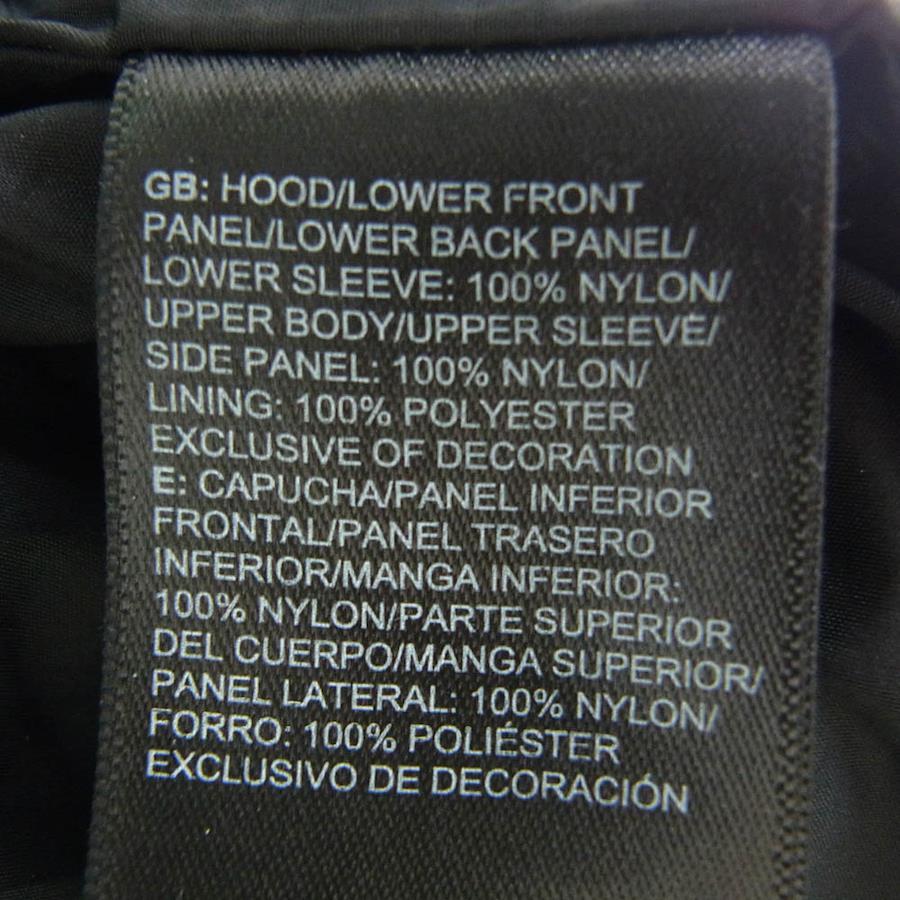 GB: HOOD/LOWER FRONT
PANEL/LOWER BACK PANEL/
LOWER SLEEVE: 100% NYLON/
UPPER BODY/UPPER SLEEVE/
SIDE PANEL: 100% NYLON/
LINING: 100% POLYESTER
EXCLUSIVE OF DECORATION
E: CAPUCHA/PANEL INFERIOR
FRONTAL/PANEL TRASERO
INFERIOR/MANGA INFERIOR:
100% NYLON/PARTE SUPERIOR
DEL CUERPO/MANGA SUPERIOR/
PANEL LATERAL: 100% NYLON/
FORRO: 100% POLIÉSTER
EXCLUSIVO DE DECORACIÓN